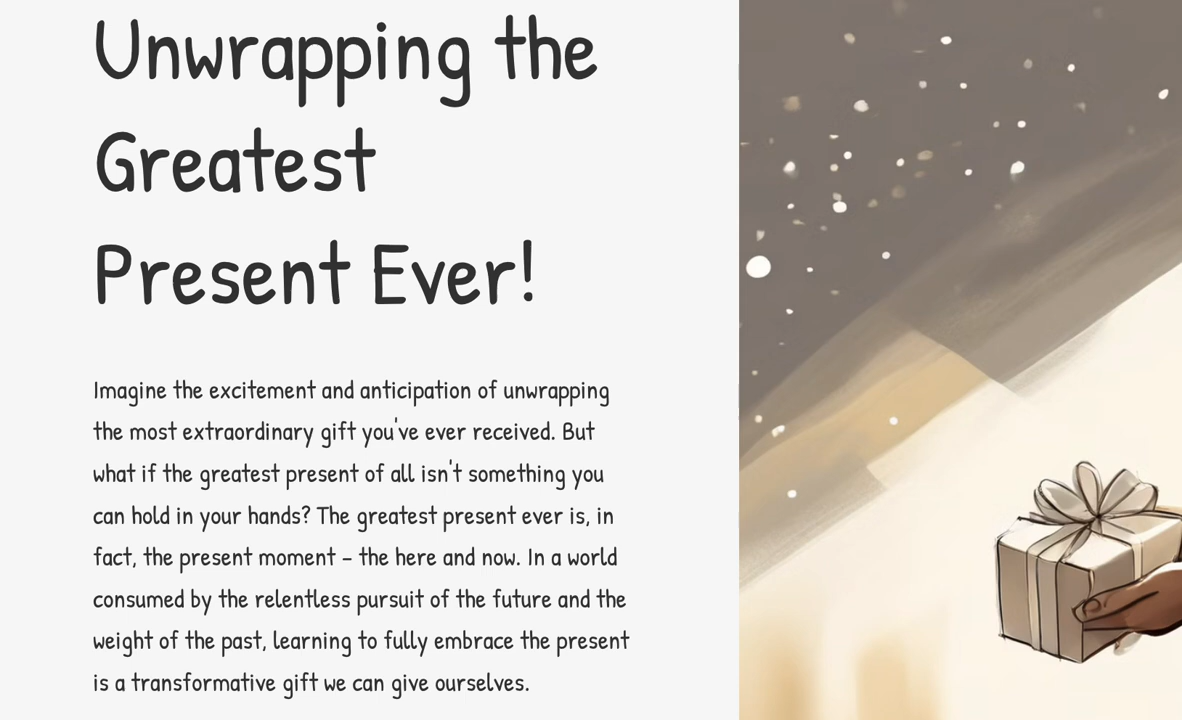 Unwrapping the
Greatest
Present Ever!
Imagine the excitement and anticipation of unwrapping
the most extraordinary gift you've ever received. But
what if the greatest present of all isn't something you
can hold in your hands? The greatest present ever is, in
fact, the present moment – the here and now. In a world
consumed by the relentless pursuit of the future and the
weight of the past, learning to fully embrace the present
is a transformative gift we can give ourselves.